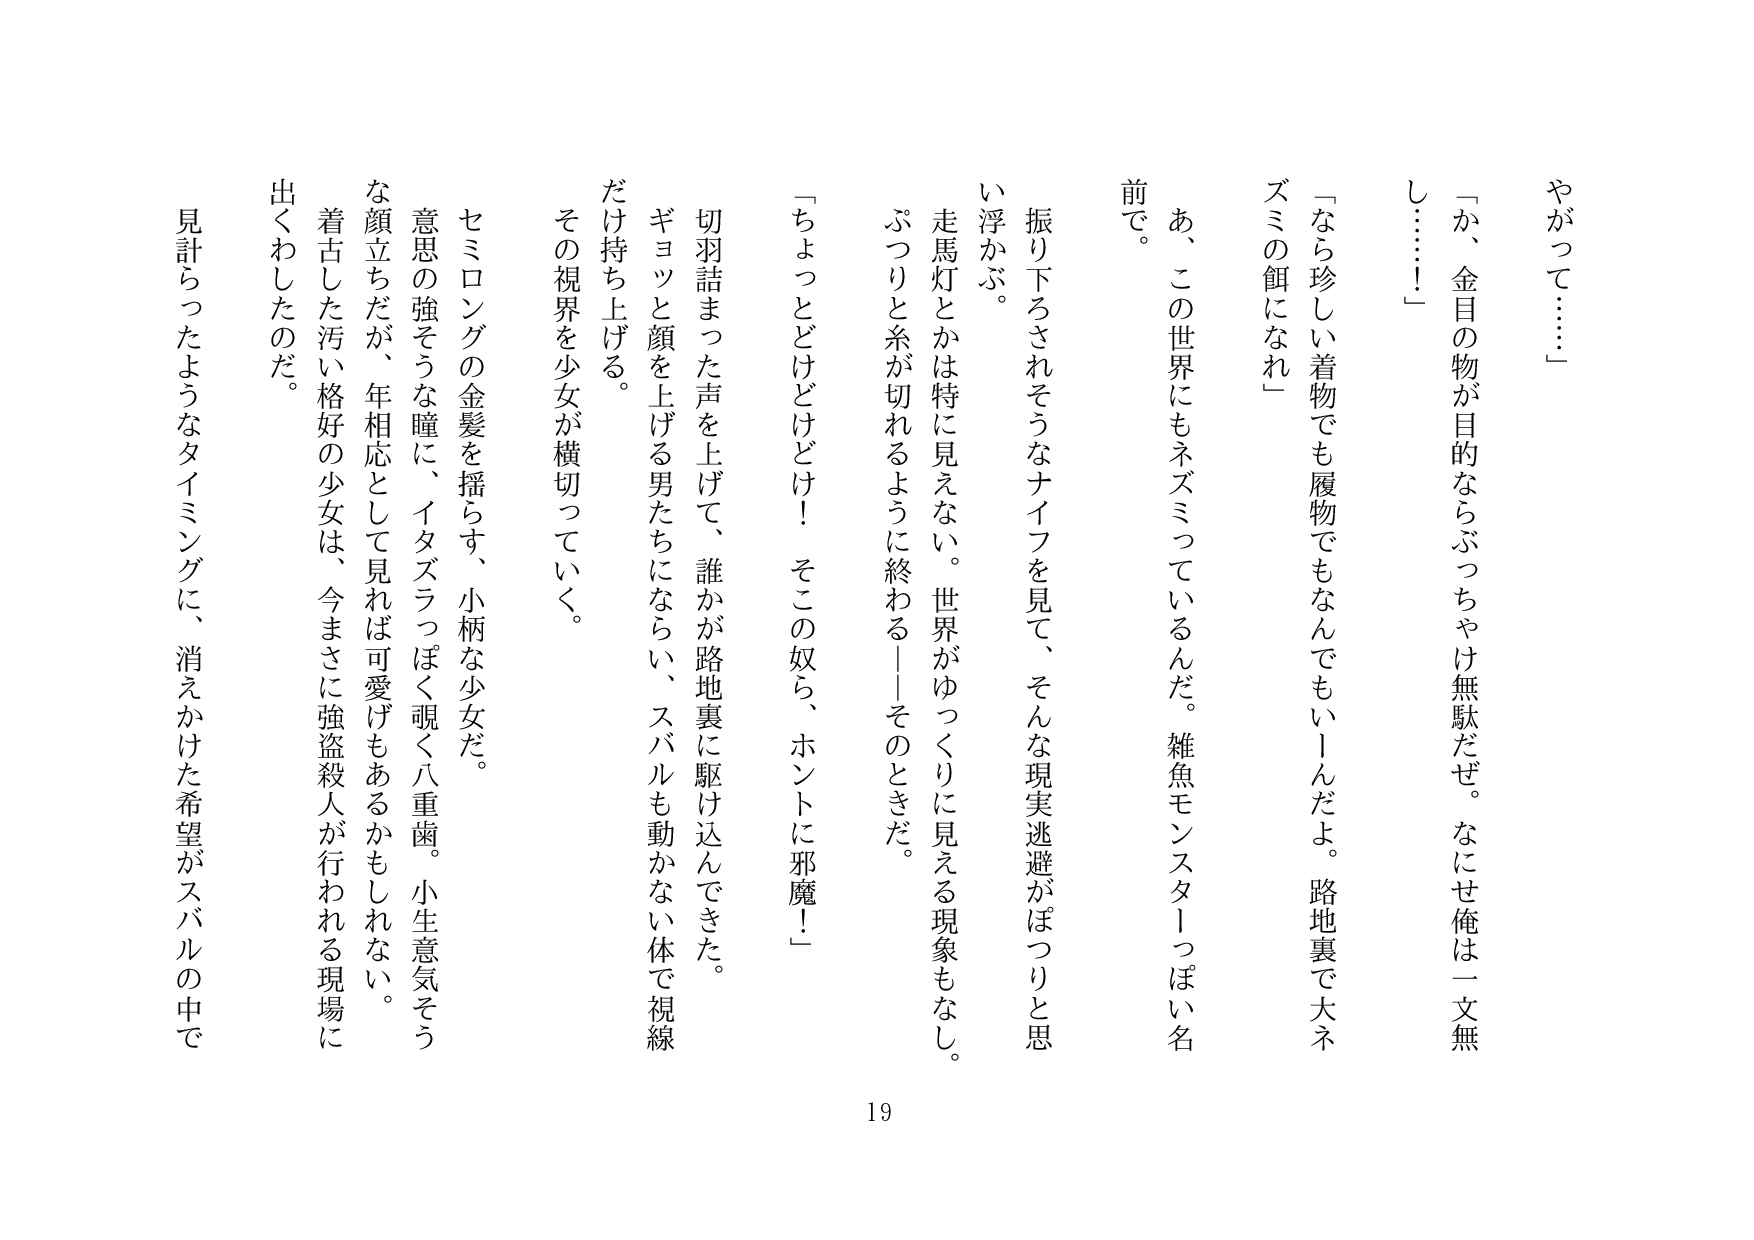 やがって……」
「か、金目の物が目的ならぶっちゃけ無駄だぜ。なにせ俺は一文無
し……！」
「なら珍しい着物でも履物でもなんでもいーんだよ。路地裏で大ネ
ズミの餌になれ」
あ、この世界にもネズミっているんだ。雑魚モンスターっぽい名
前で。
振り下ろされそうなナイフを見て、そんな現実逃避がぽつりと思
い浮かぶ。
走馬灯とかは特に見えない。世界がゆっくりに見える現象もなし。
ぷつりと糸が切れるように終わる――そのときだ。
「ちょっとどけどけどけ！　そこの奴ら、ホントに邪魔！」
切羽詰まった声を上げて、誰かが路地裏に駆け込んできた。
ギョッと顔を上げる男たちにならい、スバルも動かない体で視線
だけ持ち上げる。
その視界を少女が横切っていく。
セミロングの金髪を揺らす、小柄な少女だ。
意思の強そうな瞳に、イタズラっぽく覗く八重歯。小生意気そう
な顔立ちだが、年相応として見れば可愛げもあるかもしれない。
着古した汚い格好の少女は、今まさに強盗殺人が行われる現場に
出くわしたのだ。
見計らったようなタイミングに、消えかけた希望がスバルの中で
19